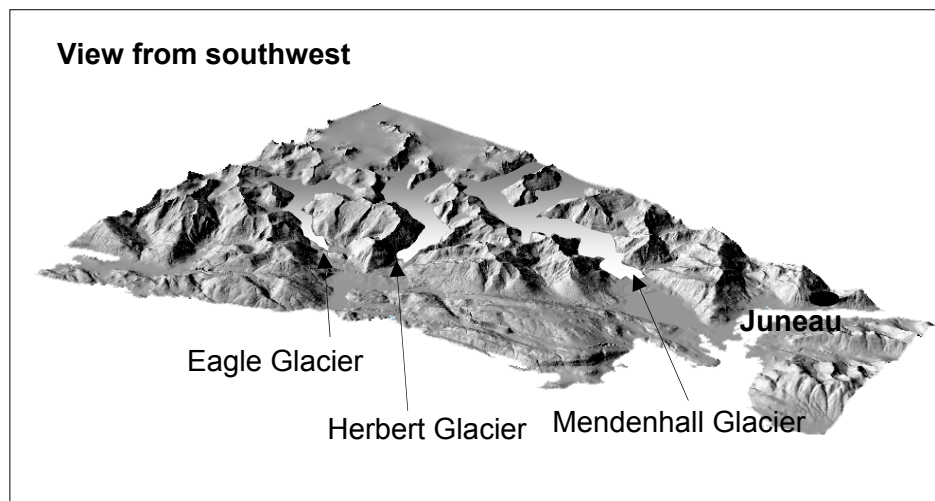 View from southwest
Juneau
Eagle Glacier
Herbert Glacier
Mendenhall Glacier